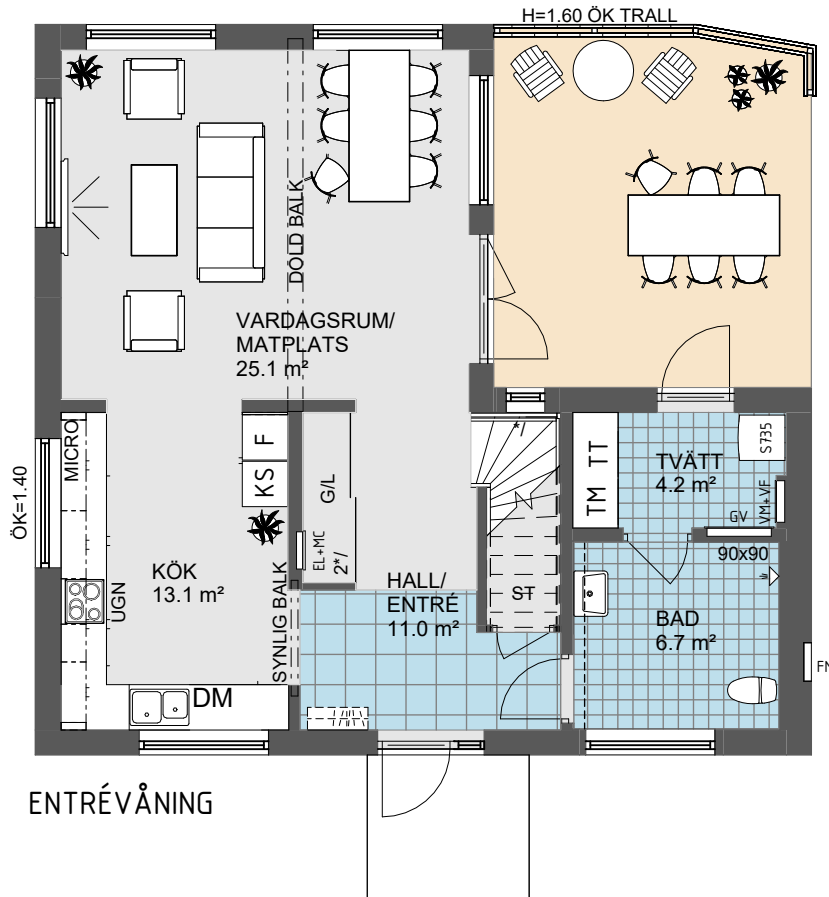 H=1.60 ÖK TRALL
DOLD BALK
VARDAGSRUM/
MATPLATS
25.1 m²
ÖK=1.40
MICRO
KS F
G/L
EL+MC
2*/
*/
TM TT
TVÄTT
4.2 m²
S735
VM+VF
GV
90x90
KÖK
13.1 m²
UGN
SYNLIG BALK
HALL/
ENTRÉ
11.0 m²
ST
BAD
6.7 m²
FN
DM
ENTRÉVÅNING